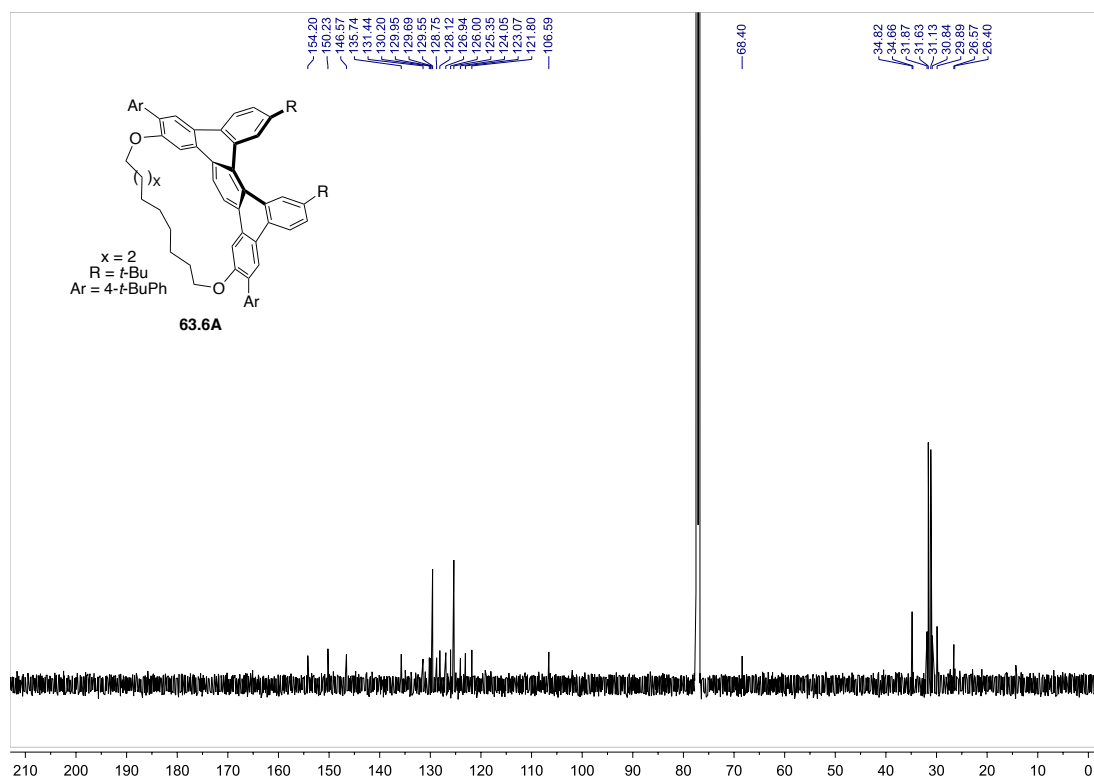 154.20
150.23
146.57
135.74
131.44
130.20
129.95
129.69
129.55
128.75
128.12
126.94
126.00
125.35
124.05
123.07
121.80
106.59
68.40
34.82
34.66
31.87
31.63
31.13
30.84
29.89
26.57
26.40
Ar
R
O
( )x
R
x = 2
R = t-Bu
Ar = 4-t-BuPh
O
Ar
63.6A
210 200 190 180 170 160 150 140 130 120 110 100 90 80 70 60 50 40 30 20 10 0